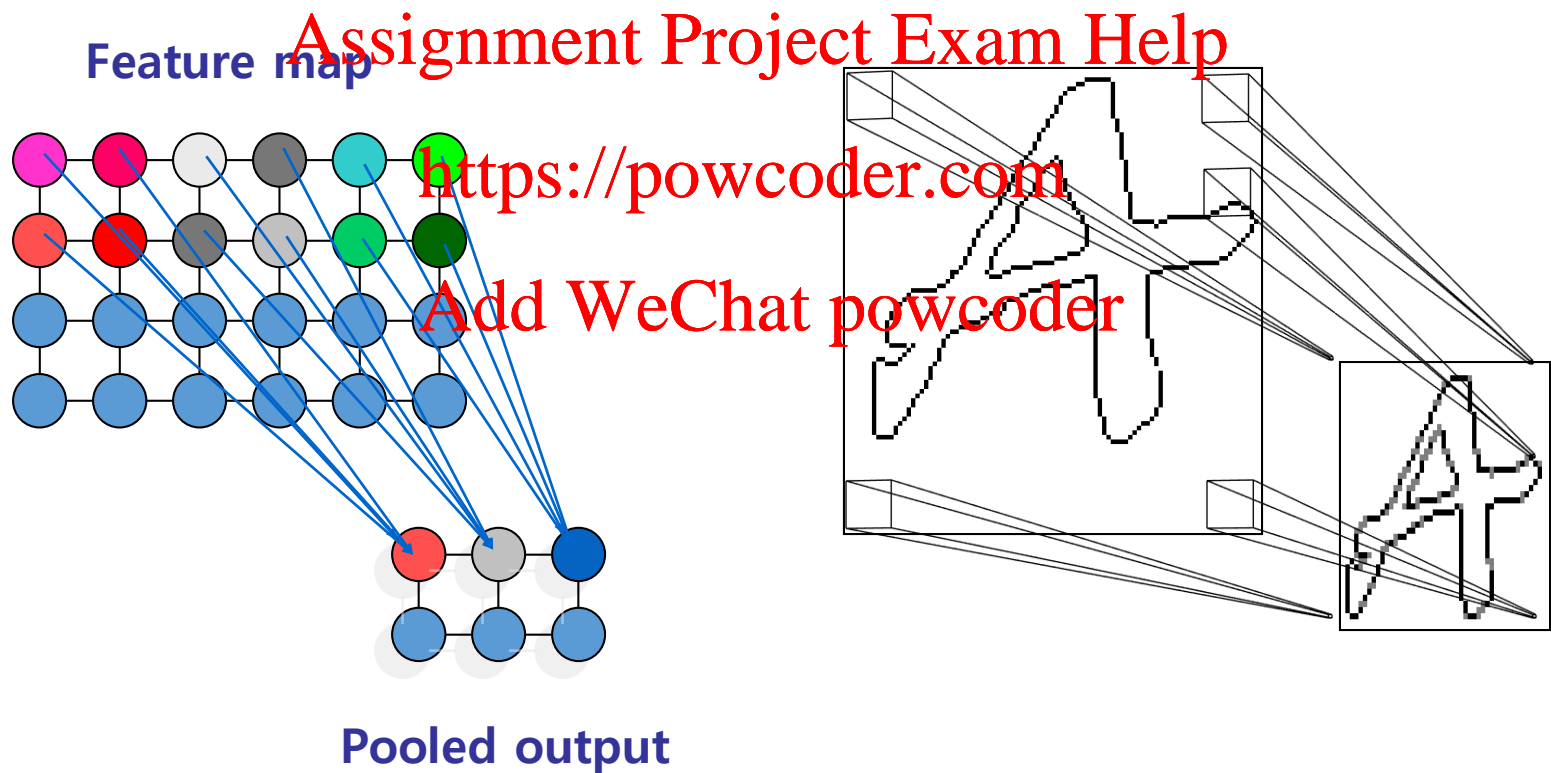 Assignment Project Exam Help
Feature map
https://powcoder.com
Add WeChat powcoder
Pooled output